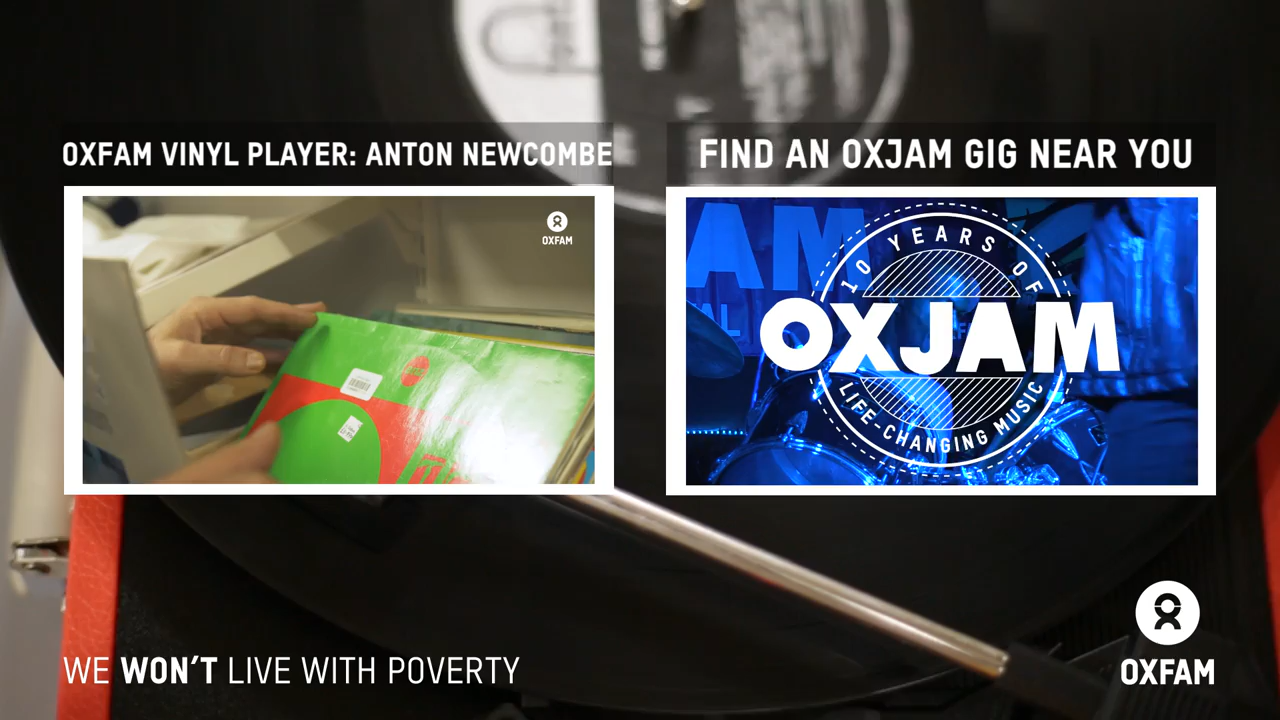 OXFAM VINYL PLAYER: ANTON NEWCOMBE
FIND AN OXJAM GIG NEAR YOU
OXFAM
AM
10 YEARS OF
OXJAM
LIFE-CHANGING MUSIC
WE WON'T LIVE WITH POVERTY
OXFAM